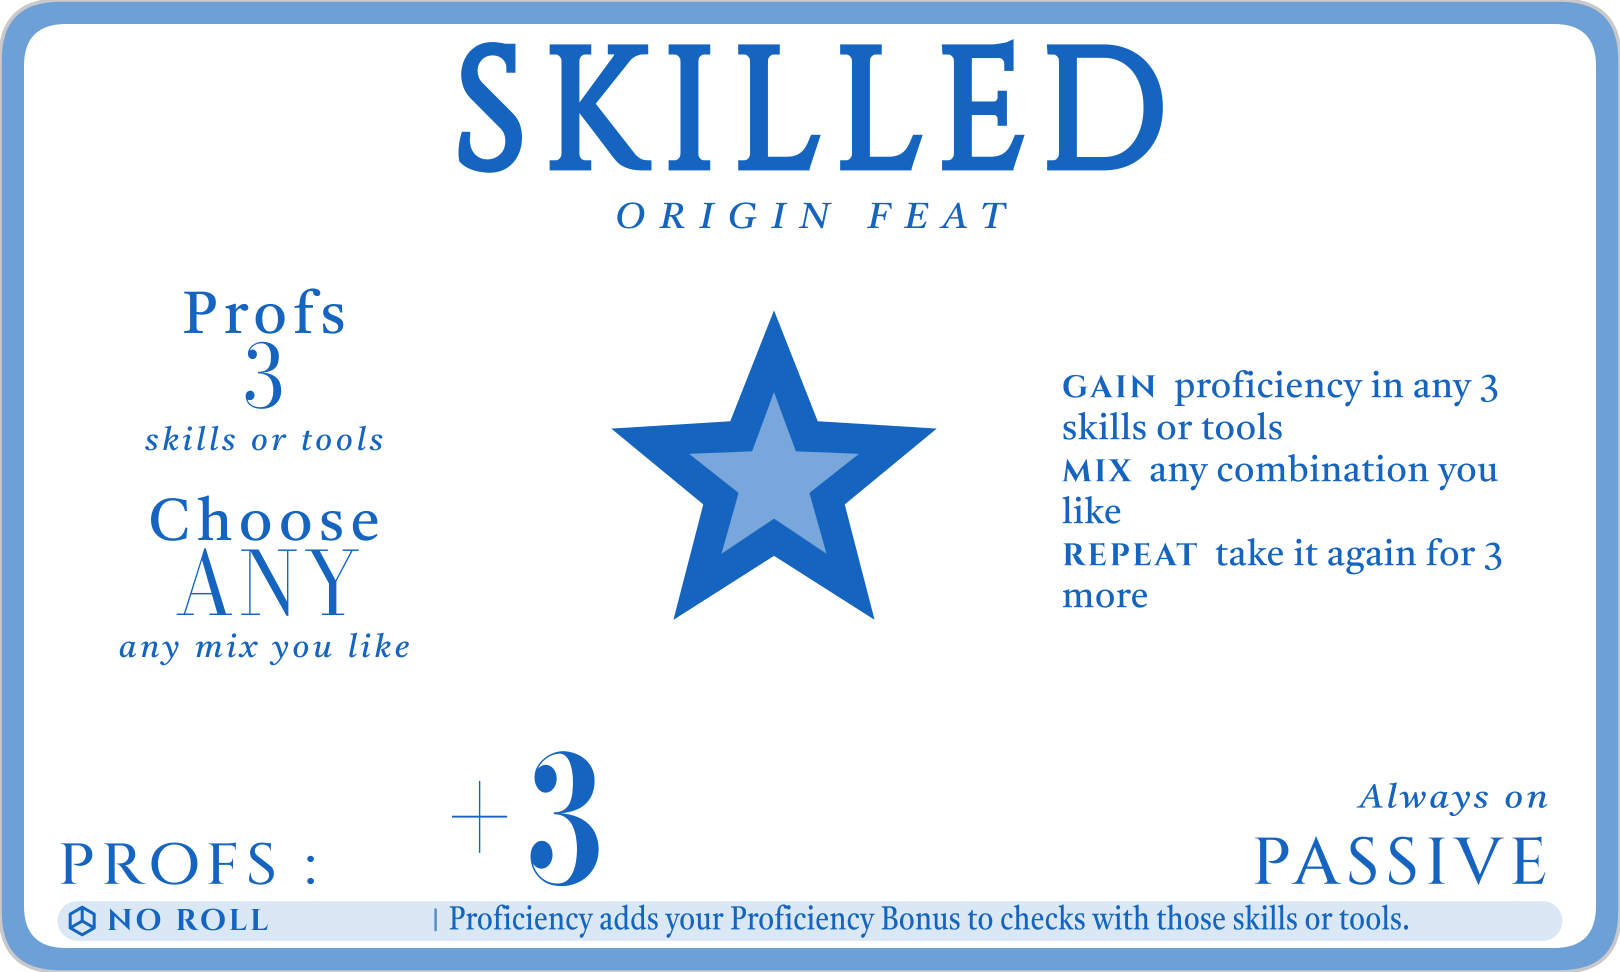 SKILLED
ORIGIN FEAT
Profs
3
skills or tools
Choose
ANY
any mix you like
GAIN proficiency in any 3
skills or tools
MIX any combination you
like
REPEAT take it again for 3
more
PROFS : +3
Always on
PASSIVE
NO ROLL | Proficiency adds your Proficiency Bonus to checks with those skills or tools.